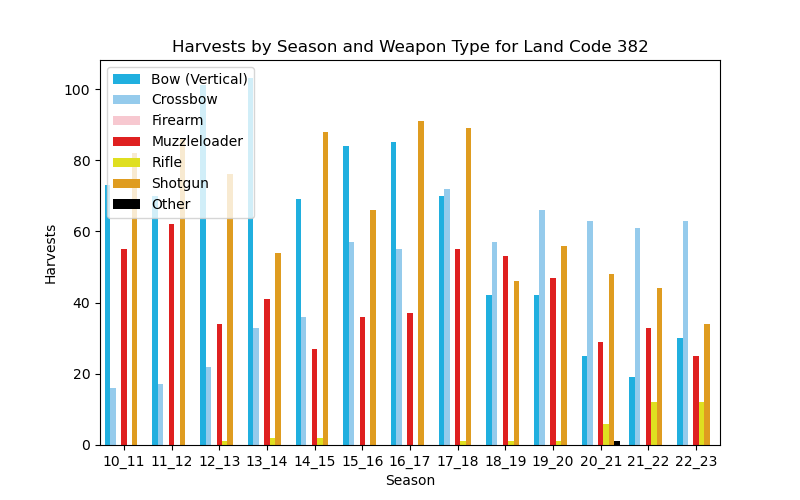 Harvests by Season and Weapon Type for Land Code 382
Bow (Vertical)
Crossbow
Firearm
Muzzleloader
Rifle
Shotgun
Other
Harvests
100
80
60
40
20
0
10_11 11_12 12_13 13_14 14_15 15_16 16_17 17_18 18_19 19_20 20_21 21_22 22_23
Season